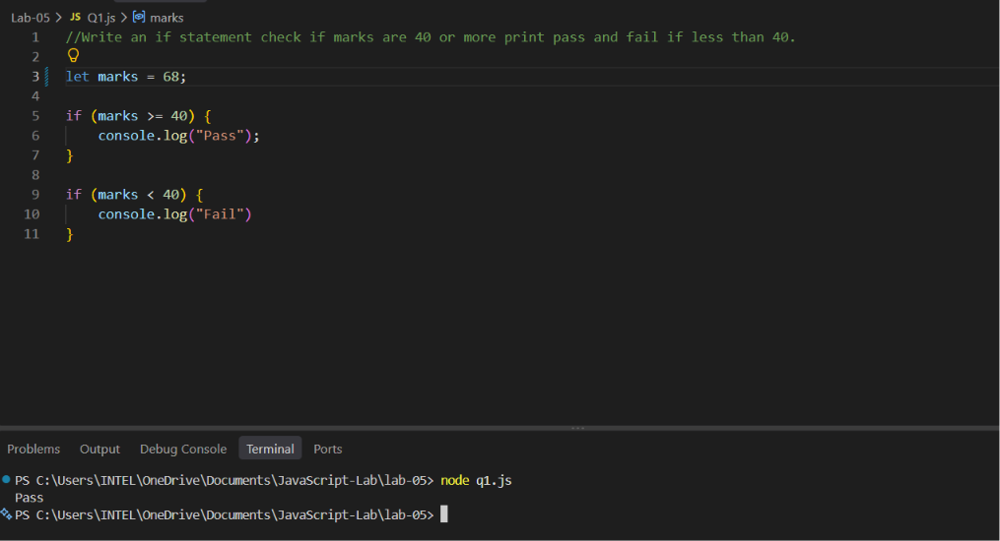 Lab-05 > JS Q1.js > marks
1 //Write an if statement check if marks are 40 or more print pass and fail if less than 40.
2
3 let marks = 68;
4
5 if (marks >= 40) {
6 console.log("Pass");
7 }
8
9 if (marks < 40) {
10 console.log("Fail")
11 }
Problems Output Debug Console Terminal Ports
PS C:\Users\INTEL\OneDrive\Documents\JavaScript-Lab\lab-05> node q1.js
Pass
PS C:\Users\INTEL\OneDrive\Documents\JavaScript-Lab\lab-05>